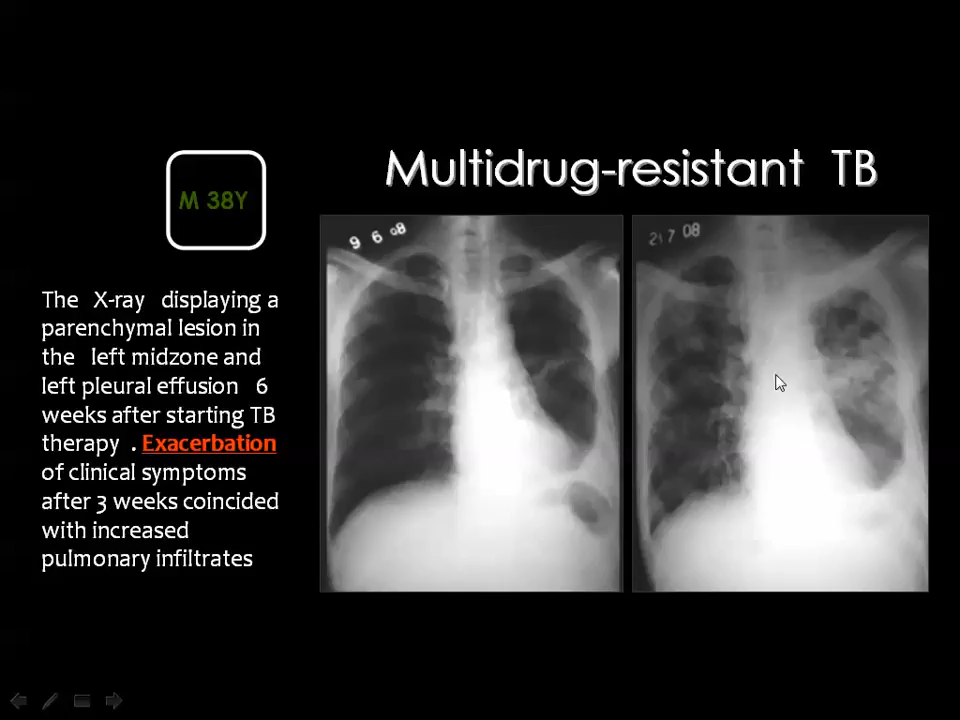 Multidrug-resistant TB
M 38Y
9 6 08
21 7 08
The X-ray displaying a
parenchymal lesion in
the left midzone and
left pleural effusion 6
weeks after starting TB
therapy . Exacerbation
of clinical symptoms
after 3 weeks coincided
with increased
pulmonary infiltrates